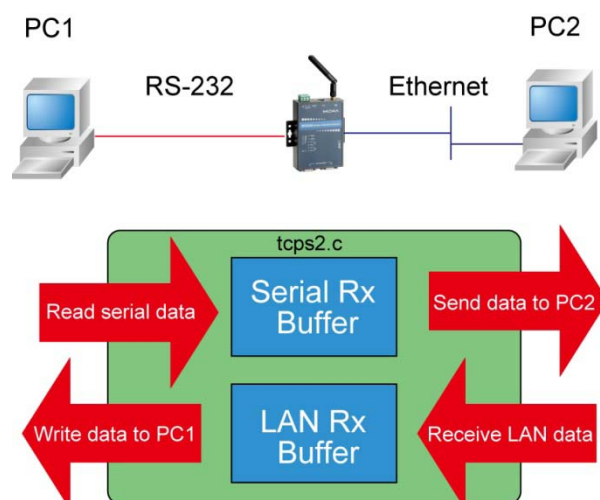 PC1
PC2
RS-232
Ethernet
MOXA
tcps2.c
Read serial data
Serial Rx
Buffer
Send data to PC2
Write data to PC1
LAN Rx
Buffer
Receive LAN data